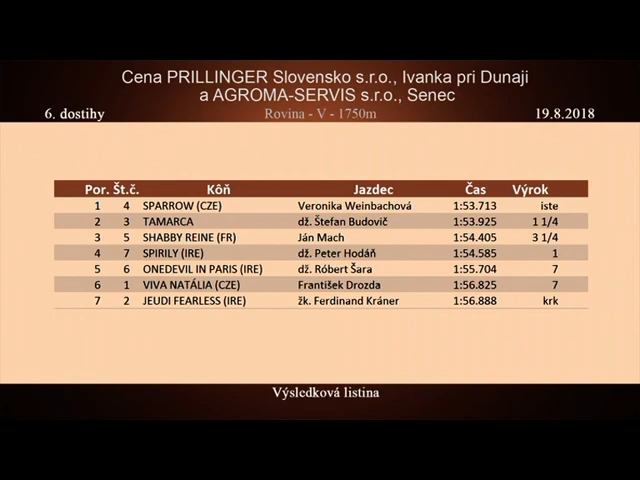 Cena PRILLINGER Slovensko s.r.o., Ivanka pri Dunaji
a AGROMA-SERVIS s.r.o., Senec
6. dostihy Rovina - V - 1750m 19.8.2018
Por. Št.č. Kôň Jazdec Čas Výrok
1 4 SPARROW (CZE) Veronika Weinbachová 1:53.713 iste
2 3 TAMARCA dž. Štefan Budovič 1:53.925 1 1/4
3 5 SHABBY REINE (FR) Ján Mach 1:54.405 3 1/4
4 7 SPIRILY (IRE) dž. Peter Hodáň 1:54.585 1
5 6 ONEDEVIL IN PARIS (IRE) dž. Róbert Šara 1:55.704 7
6 1 VIVA NATÁLIA (CZE) František Drozda 1:56.825 7
7 2 JEUDI FEARLESS (IRE) žk. Ferdinand Kráner 1:56.888 krk
Výsledková listina